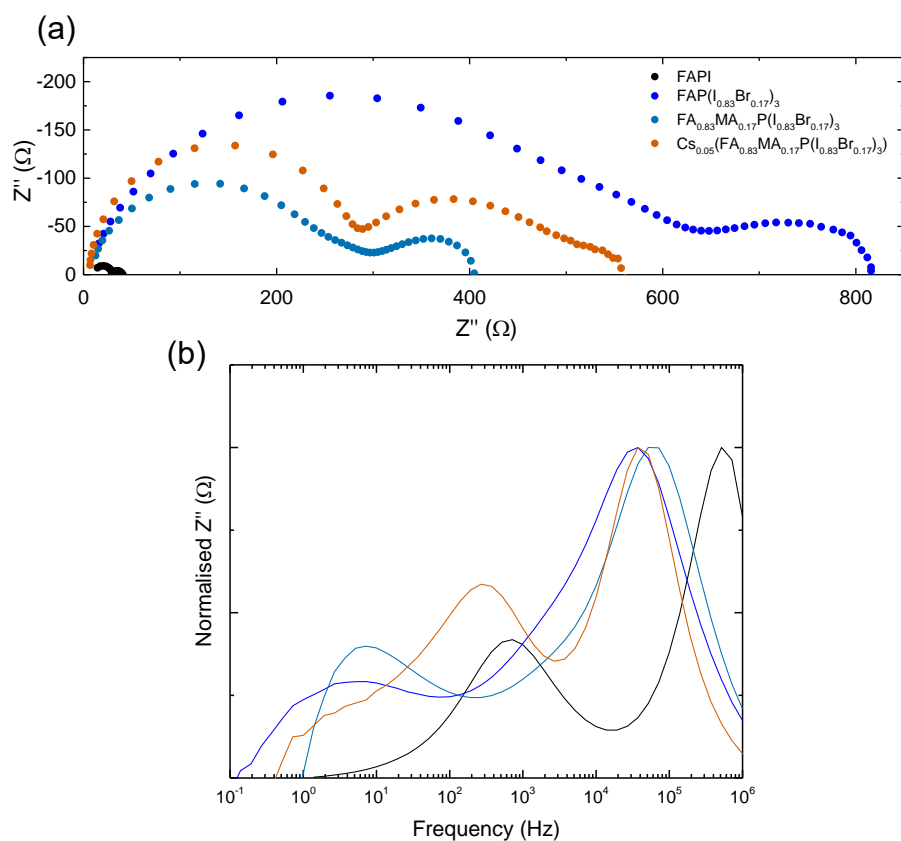 (a)
-200
-150
-100
-50
0
Z'' (Ω)
FAPI
FAP(I0.83Br0.17)3
FA0.83MA0.17P(I0.83Br0.17)3
Cs0.05(FA0.83MA0.17P(I0.83Br0.17)3)
0 200 400 600 800
Z'' (Ω)
(b)
Normalised Z'' (Ω)
10-1 100 101 102 103 104 105 106
Frequency (Hz)